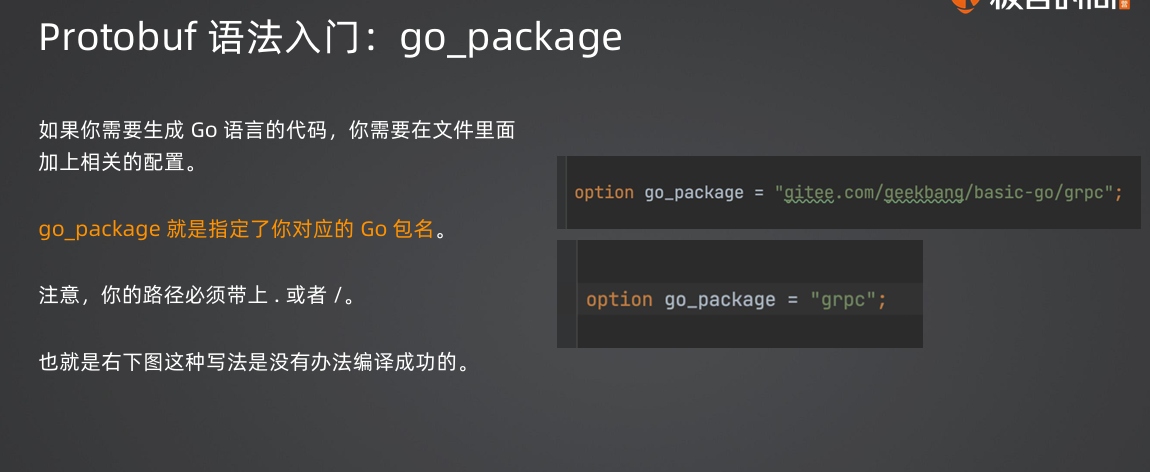 Protobuf 语法入门：go_package
如果你需要生成 Go 语言的代码，你需要在文件里面
加上相关的配置。
go_package 就是指定了你对应的 Go 包名。
注意，你的路径必须带上 . 或者 /。
也就是右下图这种写法是没有办法编译成功的。
option go_package = "gitee.com/geekbang/basic-go/grpc";
option go_package = "grpc";